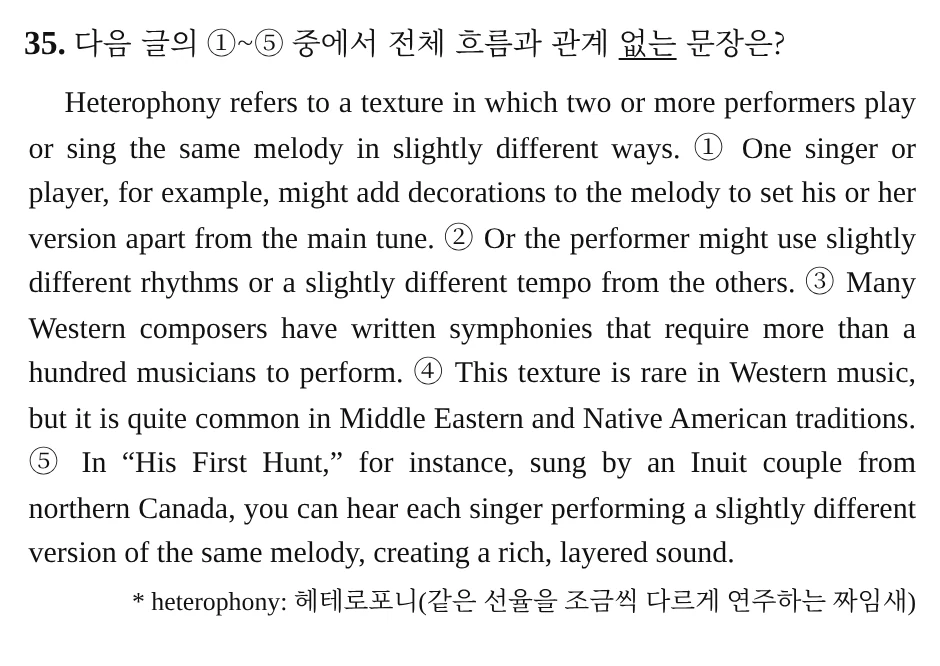 35. 다음 글의 ①~⑤ 중에서 전체 흐름과 관계 없는 문장은?
Heterophony refers to a texture in which two or more performers play
or sing the same melody in slightly different ways. ① One singer or
player, for example, might add decorations to the melody to set his or her
version apart from the main tune. ② Or the performer might use slightly
different rhythms or a slightly different tempo from the others. ③ Many
Western composers have written symphonies that require more than a
hundred musicians to perform. ④ This texture is rare in Western music,
but it is quite common in Middle Eastern and Native American traditions.
⑤ In “His First Hunt,” for instance, sung by an Inuit couple from
northern Canada, you can hear each singer performing a slightly different
version of the same melody, creating a rich, layered sound.
* heterophony: 헤테로포니(같은 선율을 조금씩 다르게 연주하는 짜임새)